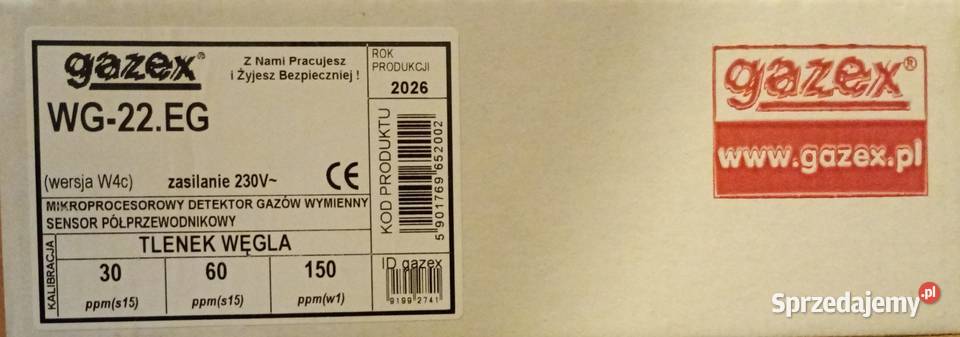 gazex®
Z Nami Pracujesz
i Żyjesz Bezpieczniej !
WG-22.EG
(wersja W4c) zasilanie 230V~ CE
MIKROPROCESOROWY DETEKTOR GAZÓW WYMIENNY
SENSOR PÓŁPRZEWODNIKOWY
KALIBRACJA
TLENEK WĘGLA
30 60 150
ppm(s15) ppm(s15) ppm(w1)
ROK
PRODUKCJI
2026
KOD PRODUKTU
5 901769 652002
ID gazex
9199 2741
gazex®
www.gazex.pl
Sprzedajemy.pl